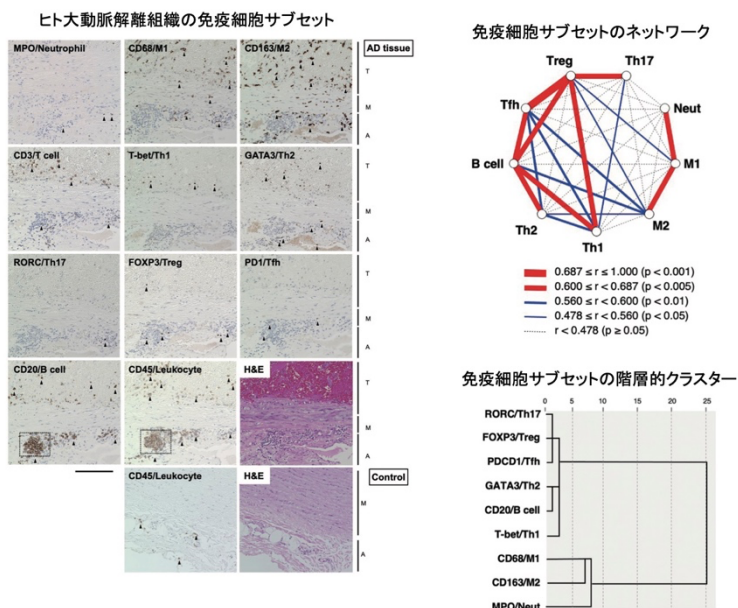 ヒト大動脈解離組織の免疫細胞サブセット
MPO/Neutrophil
CD68/M1
CD163/M2
AD tissue
T
M
A
CD3/T cell
T-bet/Th1
GATA3/Th2
T
M
A
RORC/Th17
FOXP3/Treg
PD1/Tfh
T
M
A
CD20/B cell
CD45/Leukocyte
H&E
T
M
A
CD45/Leukocyte
H&E
Control
M
A
免疫細胞サブセットのネットワーク
Treg
Th17
Tfh
Neut
B cell
M1
Th2
M2
Th1
0.687 ≤ r ≤ 1.000 (p < 0.001)
0.600 ≤ r < 0.687 (p < 0.005)
0.560 ≤ r < 0.600 (p < 0.01)
0.478 ≤ r < 0.560 (p < 0.05)
r < 0.478 (p ≥ 0.05)
免疫細胞サブセットの階層的クラスター
0 5 10 15 20 25
RORC/Th17
FOXP3/Treg
PDCD1/Tfh
GATA3/Th2
CD20/B cell
T-bet/Th1
CD68/M1
CD163/M2
MPO/Neut